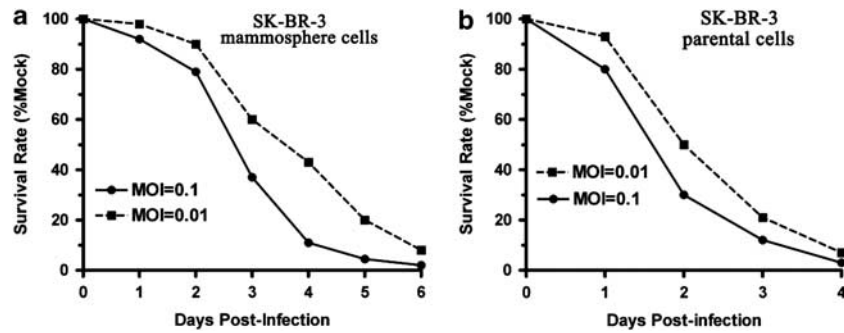 a
SK-BR-3
mammosphere cells
Survival Rate (%Mock)
100
80
60
40
20
0
MOI=0.1
MOI=0.01
0 1 2 3 4 5 6
Days Post-Infection
b
SK-BR-3
parental cells
Survival Rate (%Mock)
100
80
60
40
20
0
MOI=0.01
MOI=0.1
0 1 2 3 4
Days Post-infection